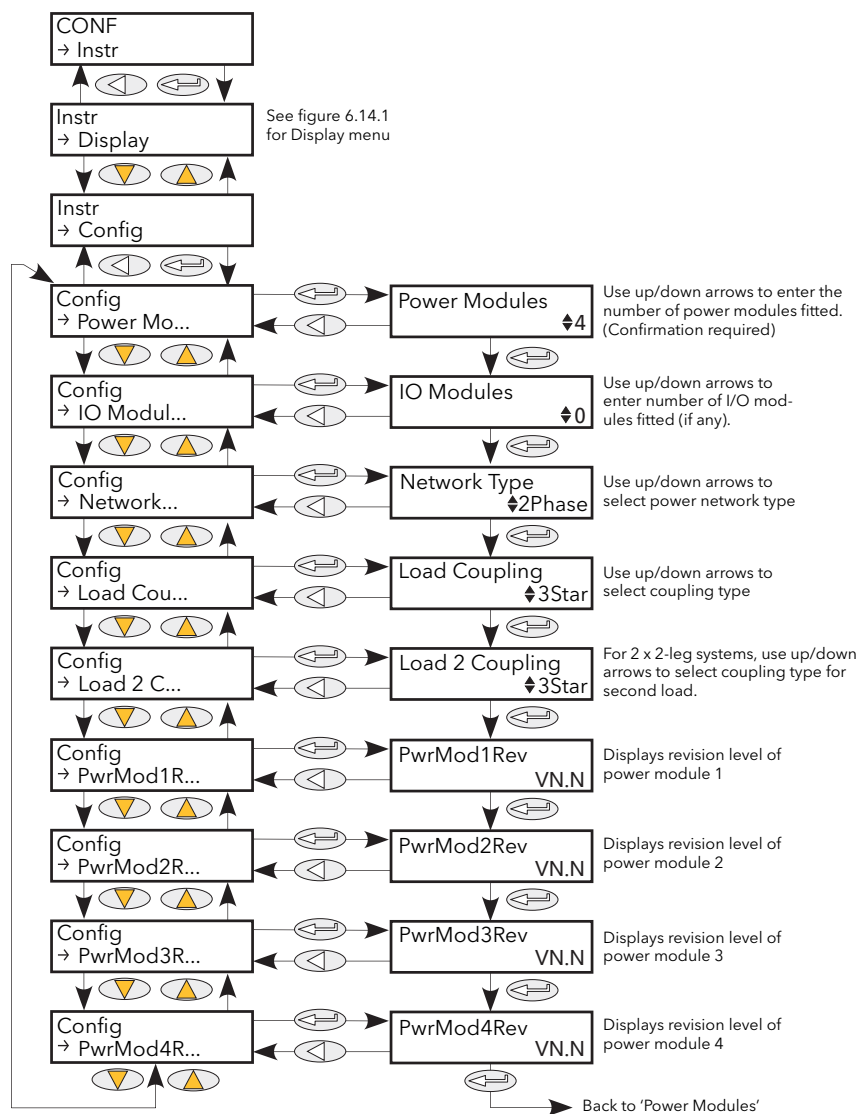 CONF
→ Instr
Instr
→ Display
See figure 6.14.1
for Display menu
Instr
→ Config
Config
→ Power Mo...
Power Modules
4
Use up/down arrows to enter the
number of power modules fitted.
(Confirmation required)
Config
→ IO Modul...
IO Modules
0
Use up/down arrows to
enter number of I/O mod-
ules fitted (if any).
Config
→ Network...
Network Type
2Phase
Use up/down arrows to
select power network type
Config
→ Load Cou...
Load Coupling
3Star
Use up/down arrows to
select coupling type
Config
→ Load 2 C...
Load 2 Coupling
3Star
For 2 x 2-leg systems, use up/down
arrows to select coupling type for
second load.
Config
→ PwrMod1R...
PwrMod1Rev
VN.N
Displays revision level of
power module 1
Config
→ PwrMod2R...
PwrMod2Rev
VN.N
Displays revision level of
power module 2
Config
→ PwrMod3R...
PwrMod3Rev
VN.N
Displays revision level of
power module 3
Config
→ PwrMod4R...
PwrMod4Rev
VN.N
Displays revision level of
power module 4
Back to ‘Power Modules’